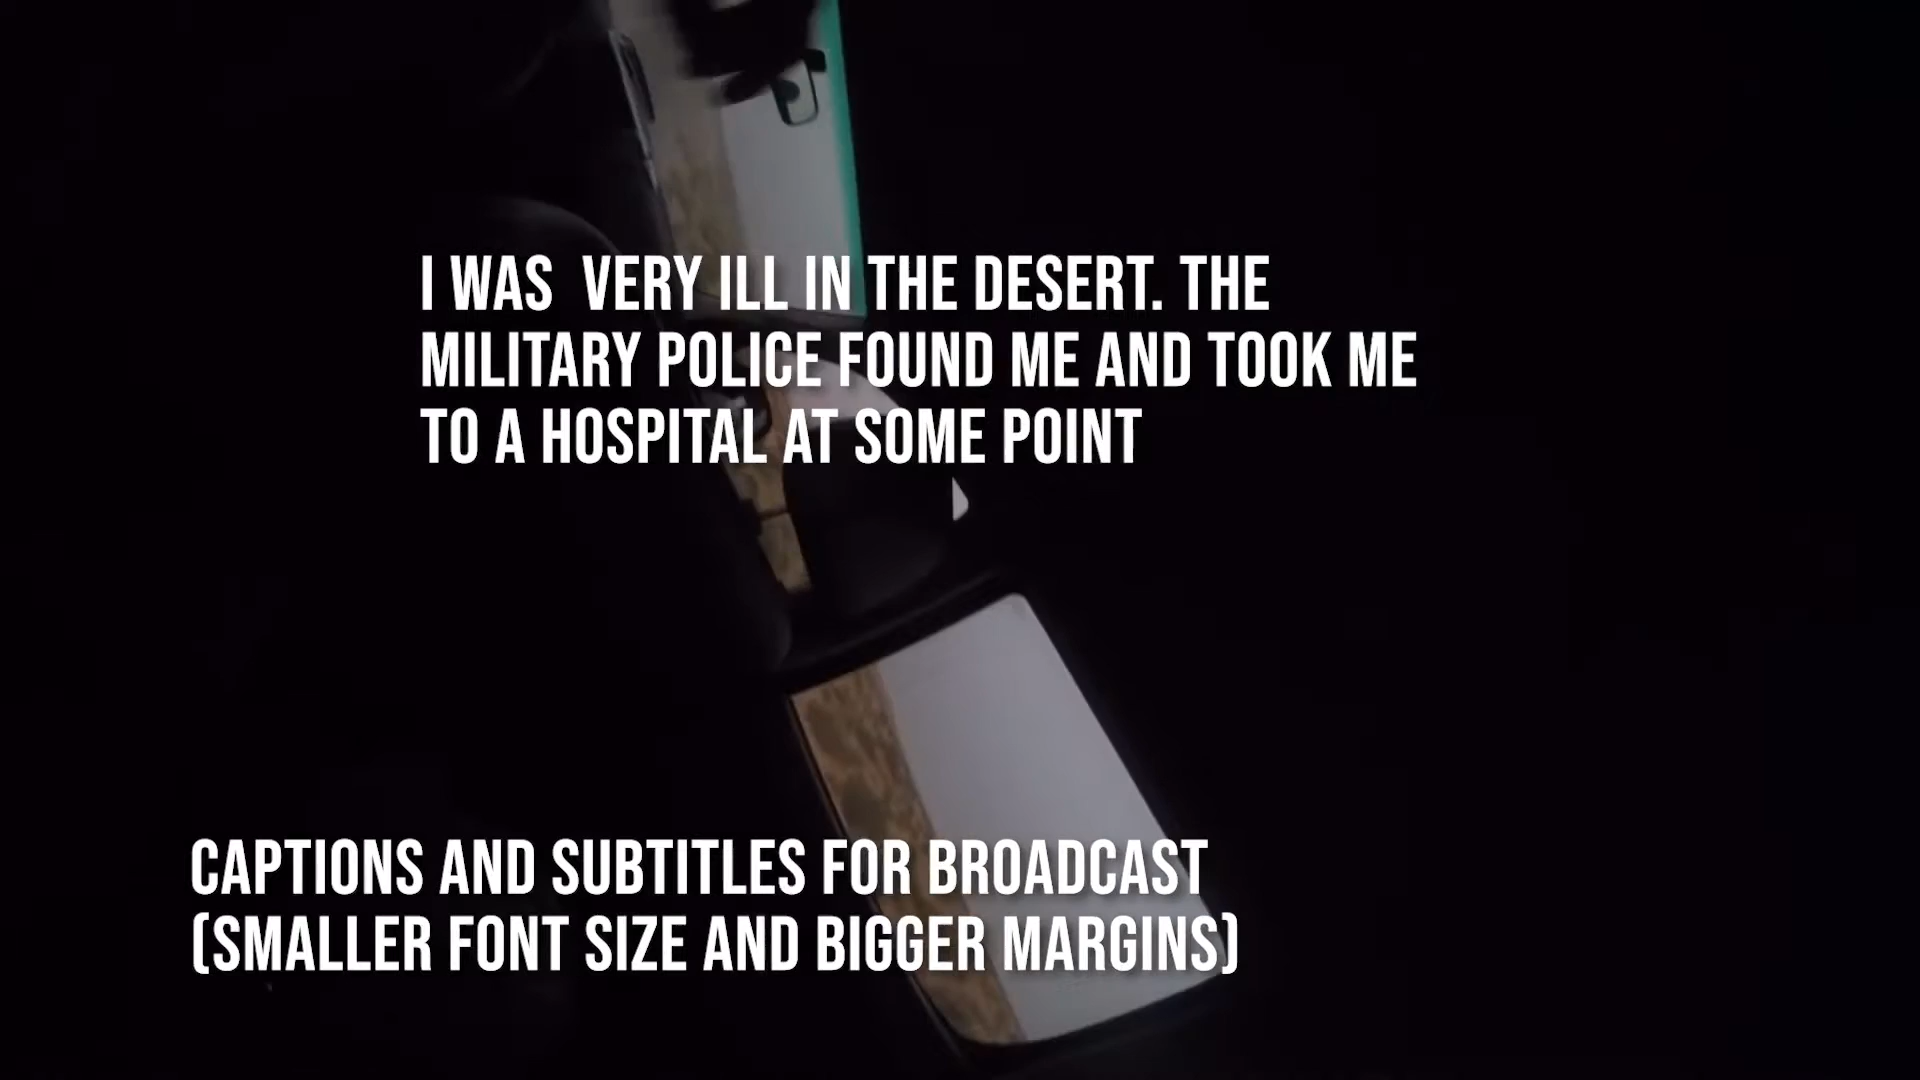 I WAS  VERY ILL IN THE DESERT. THE
MILITARY POLICE FOUND ME AND TOOK ME
TO A HOSPITAL AT SOME POINT
CAPTIONS AND SUBTITLES FOR BROADCAST
(SMALLER FONT SIZE AND BIGGER MARGINS)